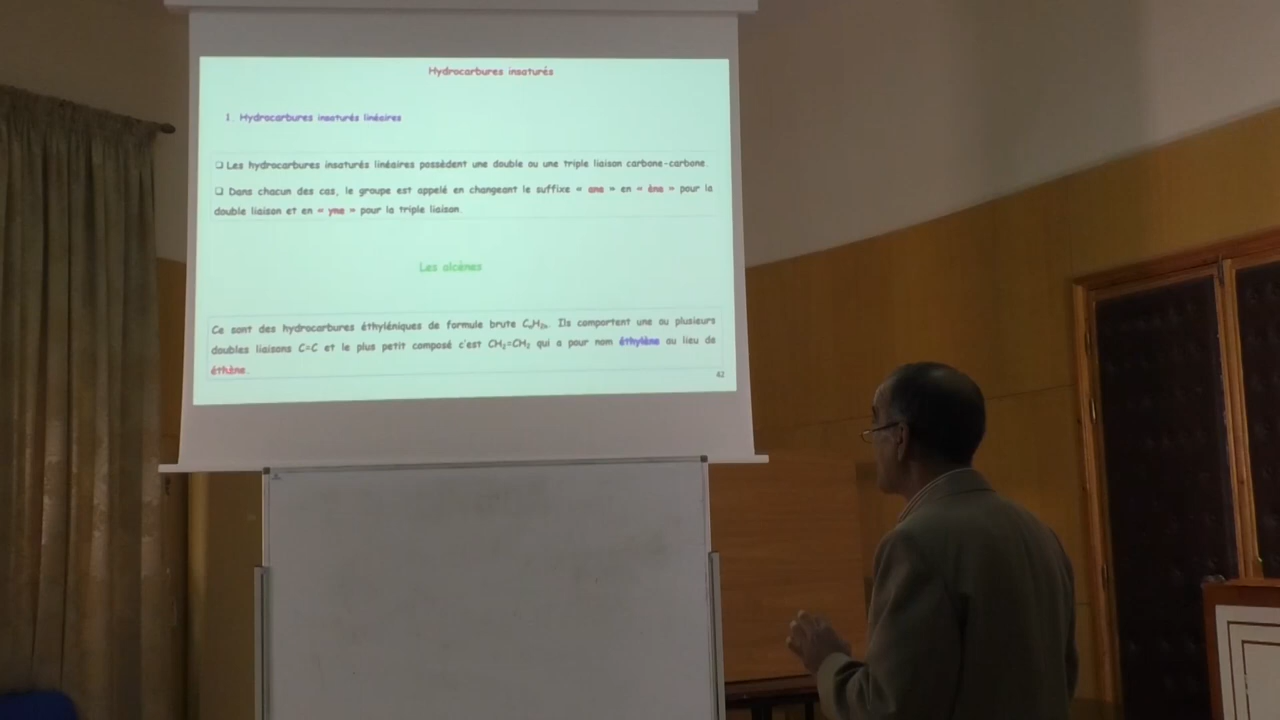 Hydrocarbures insaturés
1. Hydrocarbures insaturés linéaires
❑ Les hydrocarbures insaturés linéaires possèdent une double ou une triple liaison carbone-carbone.
❑ Dans chacun des cas, le groupe est appelé en changeant le suffixe « ane » en « ène » pour la
double liaison et en « yne » pour la triple liaison.
Les alcènes
Ce sont des hydrocarbures éthyléniques de formule brute CₙH₂ₙ. Ils comportent une ou plusieurs
doubles liaisons C=C et le plus petit composé c'est CH₂=CH₂ qui a pour nom éthylène au lieu de
éthène.
42